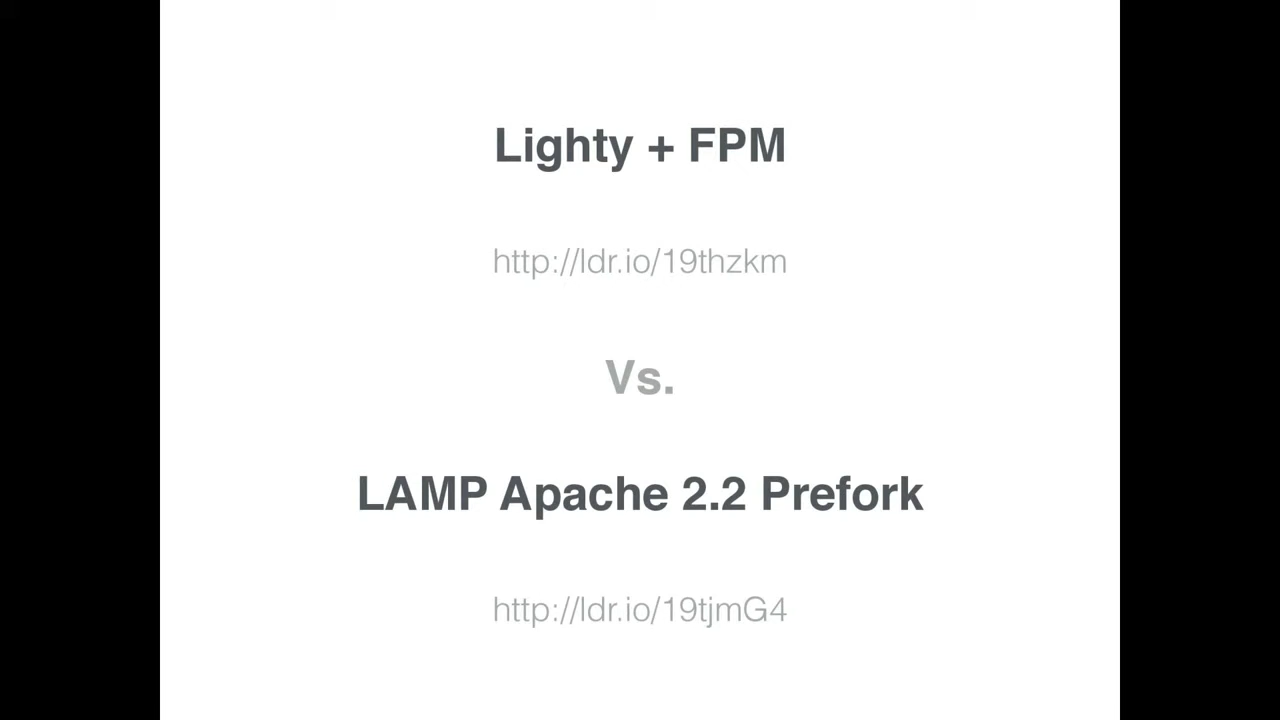 Lighty + FPM
http://ldr.io/19thzkm
Vs.
LAMP Apache 2.2 Prefork
http://ldr.io/19tjmG4